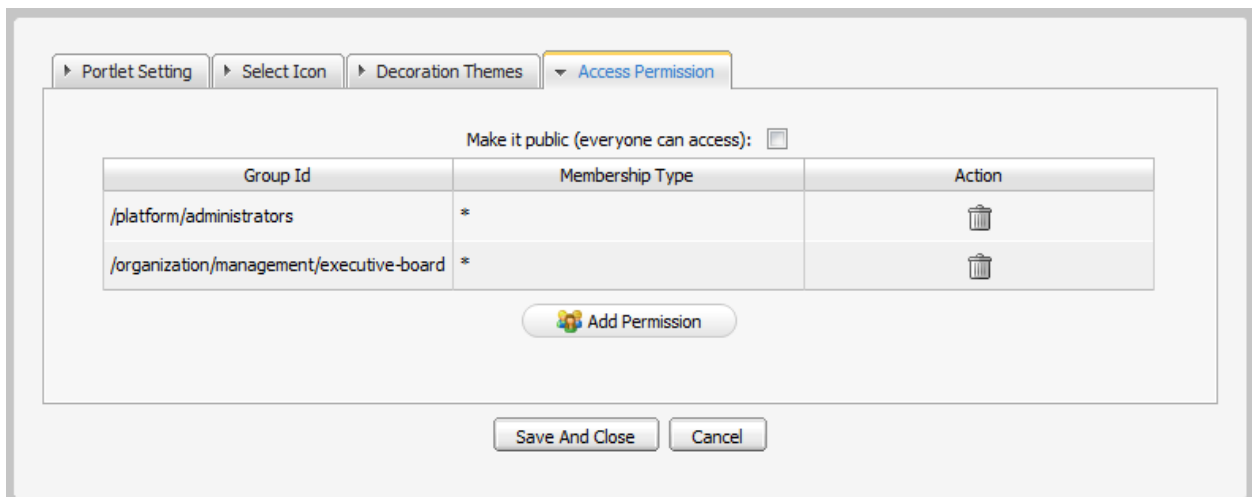 Portlet Setting Select Icon Decoration Themes Access Permission
Make it public (everyone can access):
Group Id Membership Type Action
/platform/administrators *
/organization/management/executive-board *
Add Permission
Save And Close Cancel